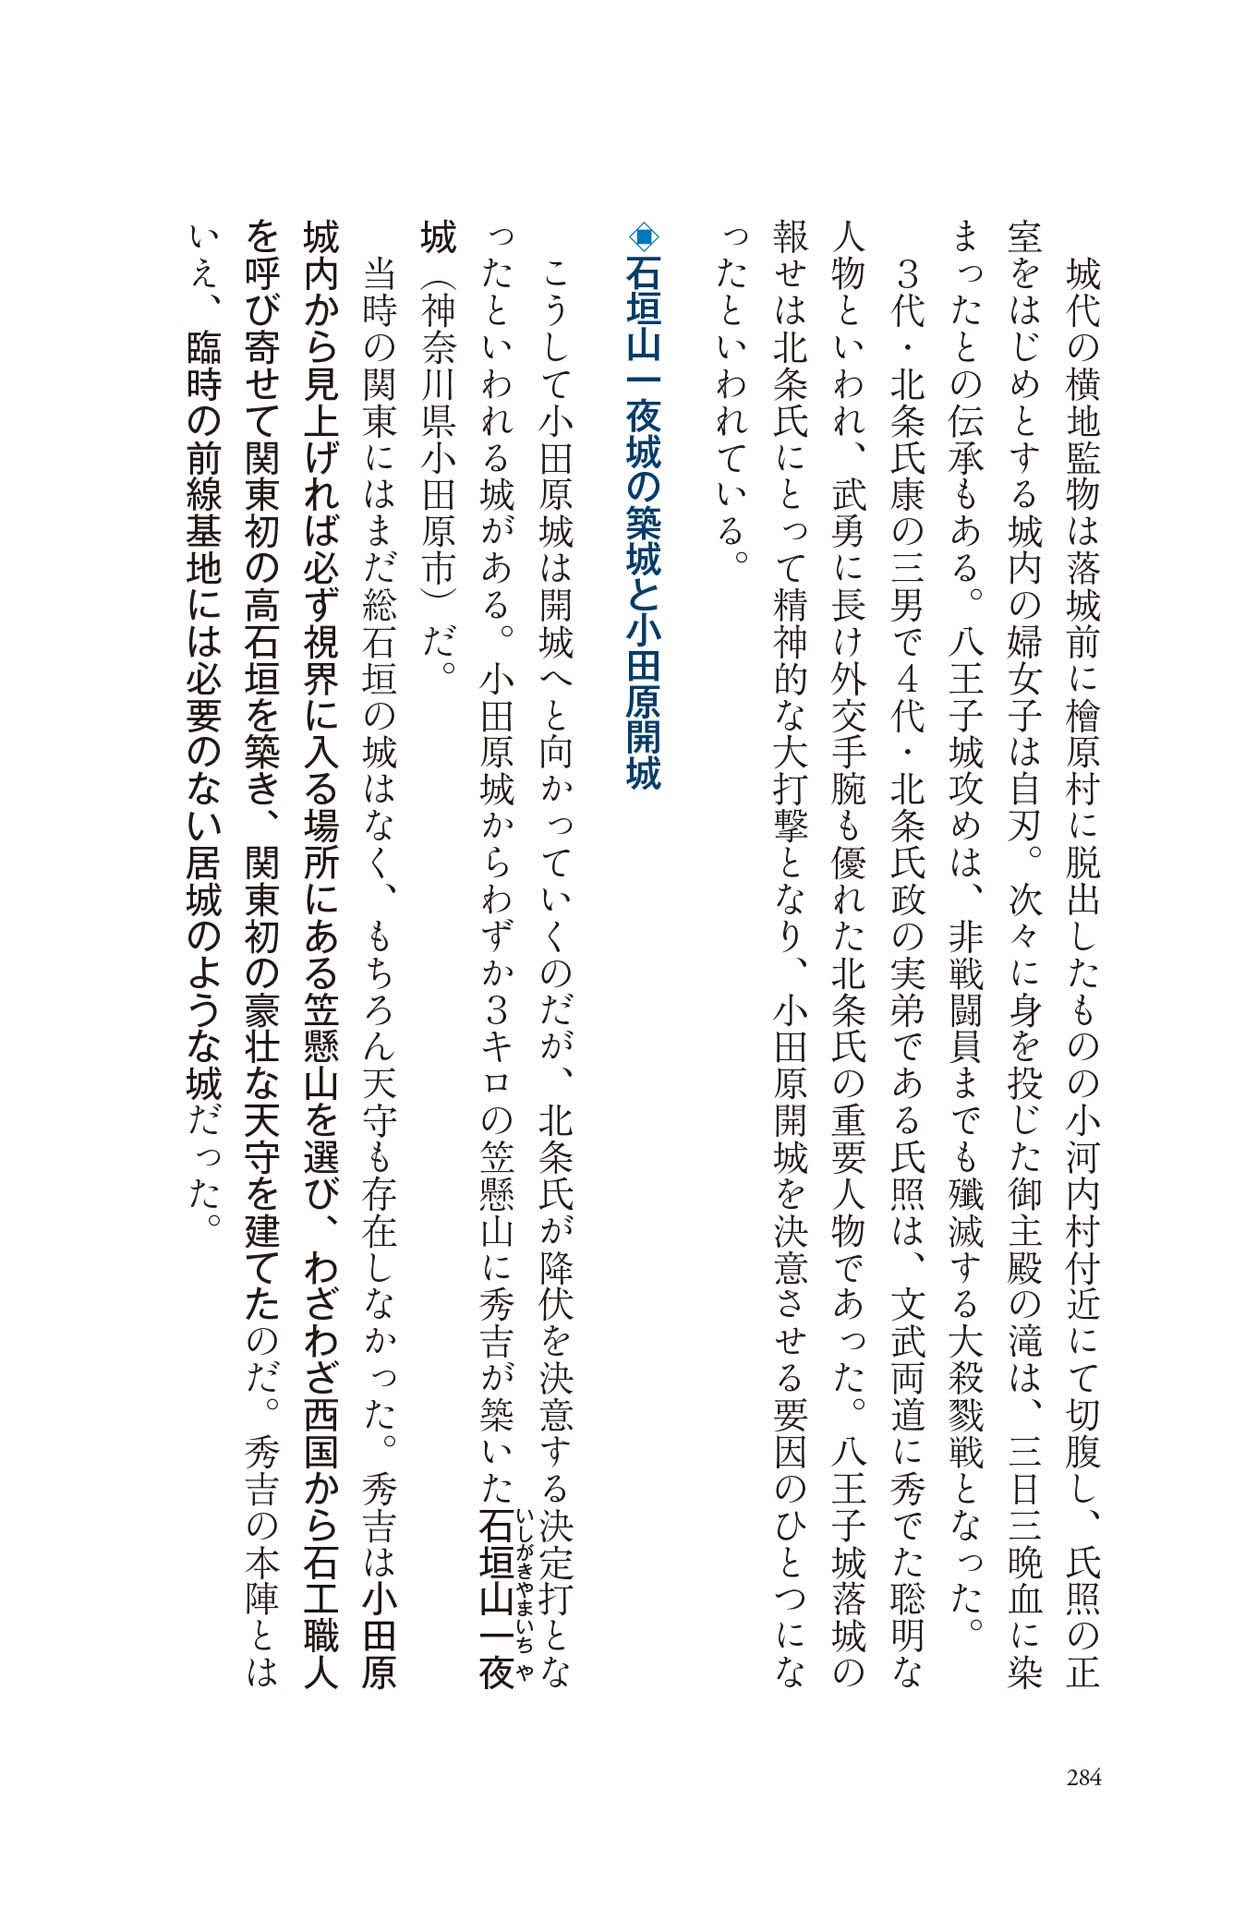 城代の横地監物は落城前に檜原村に脱出したものの小河内村付近にて切腹し、氏照の正
室をはじめとする城内の婦女子は自刃。次々に身を投じた御主殿の滝は、三日三晩血に染
まったとの伝承もある。八王子城攻めは、非戦闘員までも殲滅する大殺戮戦となった。
３代・北条氏康の三男で４代・北条氏政の実弟である氏照は、文武両道に秀でた聡明な
人物といわれ、武勇に長け外交手腕も優れた北条氏の重要人物であった。八王子城落城の
報せは北条氏にとって精神的な大打撃となり、小田原開城を決意させる要因のひとつにな
ったといわれている。
◈石垣山一夜城の築城と小田原開城
こうして小田原城は開城へと向かっていくのだが、北条氏が降伏を決意する決定打とな
ったといわれる城がある。小田原城からわずか３キロの笠懸山に秀吉が築いた石垣山一夜
いしがきやまいちや
城（神奈川県小田原市）だ。
当時の関東にはまだ総石垣の城はなく、もちろん天守も存在しなかった。秀吉は小田原
城内から見上げれば必ず視界に入る場所にある笠懸山を選び、わざわざ西国から石工職人
を呼び寄せて関東初の高石垣を築き、関東初の豪壮な天守を建てたのだ。秀吉の本陣とは
いえ、臨時の前線基地には必要のない居城のような城だった。
284